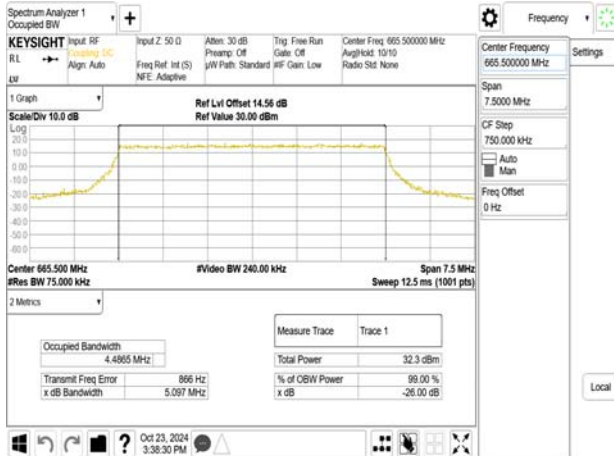 Spectrum Analyzer 1
Occupied BW
KEYSIGHT
RL
Input: RF
Coupling: DC
Align: Auto
Input Z: 50 Ω
Freq Ref: Int (S)
NFE: Adaptive
Atten: 30 dB
Preamp: Off
µW Path: Standard
Trig: Free Run
Gate: Off
#IF Gain: Low
Center Freq: 665.500000 MHz
Avg|Hold: 10/10
Radio Std: None
1 Graph
Scale/Div 10.0 dB
Ref Lvl Offset 14.56 dB
Ref Value 30.00 dBm
Log
20.0
10.0
0.00
-10.0
-20.0
-30.0
-40.0
-50.0
-60.0
Center 665.500 MHz
#Res BW 75.000 kHz
#Video BW 240.00 kHz
Span 7.5 MHz
Sweep 12.5 ms (1001 pts)
2 Metrics
Measure Trace Trace 1
Occupied Bandwidth
4.4865 MHz
Total Power 32.3 dBm
Transmit Freq Error 866 Hz
% of OBW Power 99.00 %
x dB Bandwidth 5.097 MHz
x dB -26.00 dB
Oct 23, 2024
3:38:30 PM
Frequency
Settings
Center Frequency
665.500000 MHz
Span
7.5000 MHz
CF Step
750.000 kHz
Auto
Man
Freq Offset
0 Hz
Local